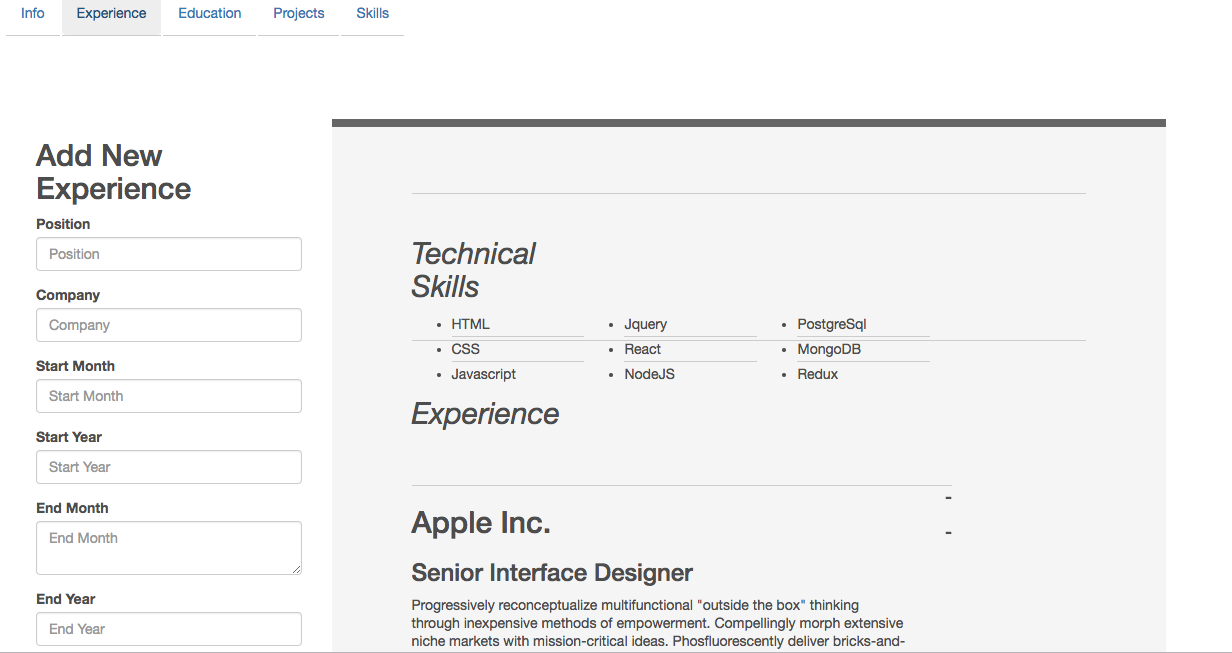 Info Experience Education Projects Skills
Add New
Experience
Position
Position
Company
Company
Start Month
Start Month
Start Year
Start Year
End Month
End Month
End Year
End Year
Technical
Skills
• HTML • Jquery • PostgreSql
• CSS • React • MongoDB
• Javascript • NodeJS • Redux
Experience
-
Apple Inc.
-
Senior Interface Designer
Progressively reconceptualize multifunctional "outside the box" thinking
through inexpensive methods of empowerment. Compellingly morph extensive
niche markets with mission-critical ideas. Phosfluorescently deliver bricks-and-